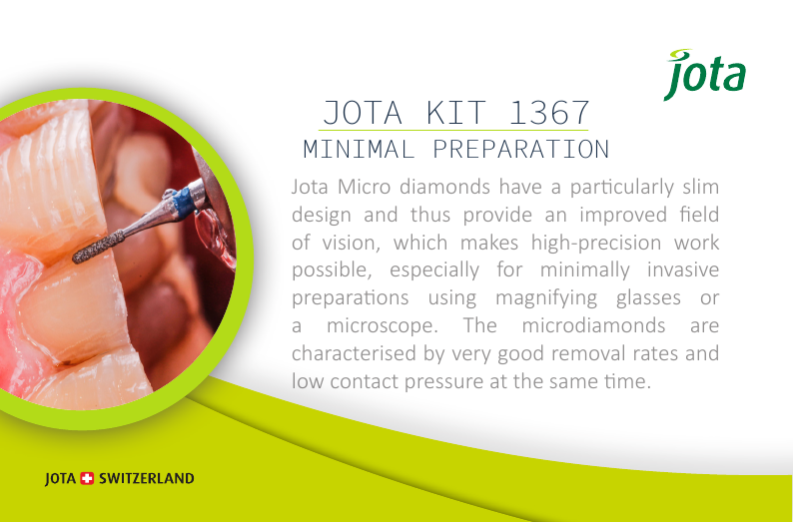 jota
JOTA KIT 1367
MINIMAL PREPARATION
Jota Micro diamonds have a particularly slim
design and thus provide an improved field
of vision, which makes high-precision work
possible, especially for minimally invasive
preparations using magnifying glasses or
a microscope. The microdiamonds are
characterised by very good removal rates and
low contact pressure at the same time.
JOTA SWITZERLAND